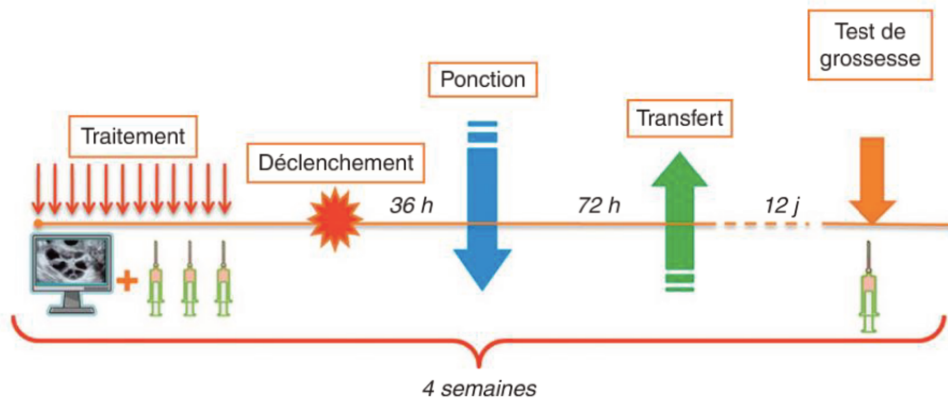 Test de
grossesse
Ponction
Transfert
Traitement
Déclenchement
36 h
72 h
12 j
4 semaines